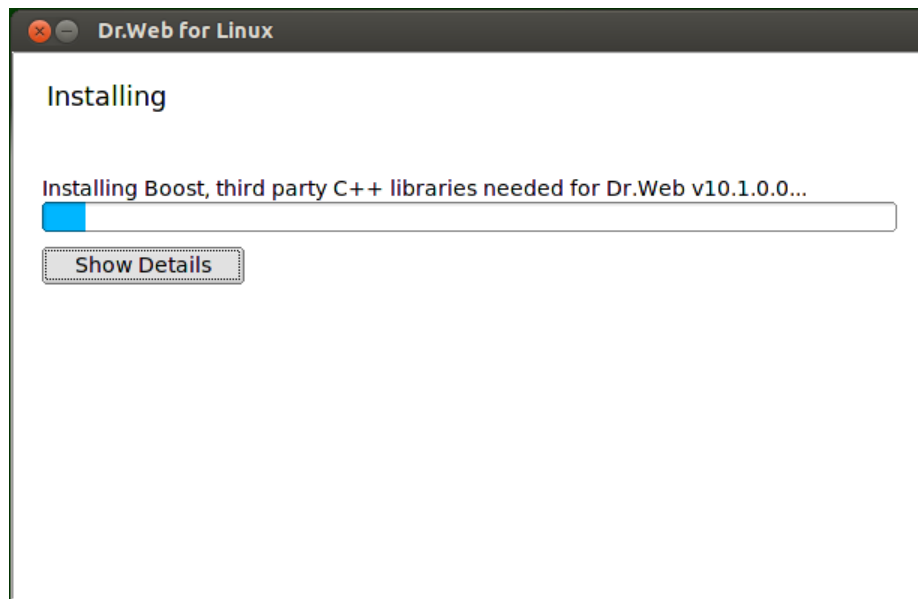 Dr.Web for Linux
Installing
Installing Boost, third party C++ libraries needed for Dr.Web v10.1.0.0...
Show Details